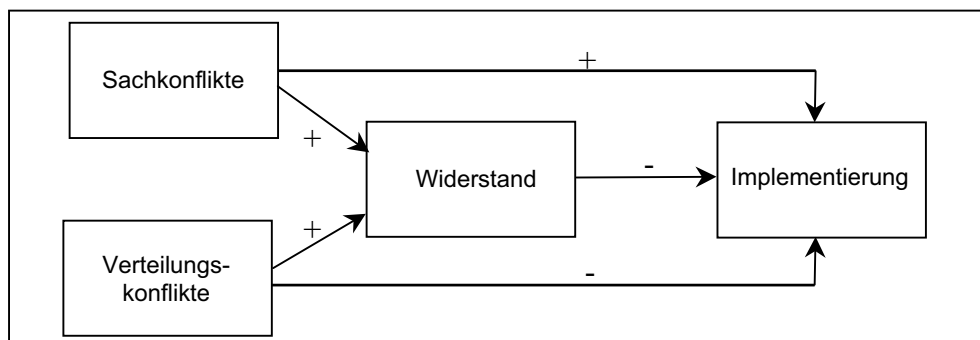 Sachkonflikte
+
+
Widerstand
-
Implementierung
+
Verteilungs-
konflikte
-